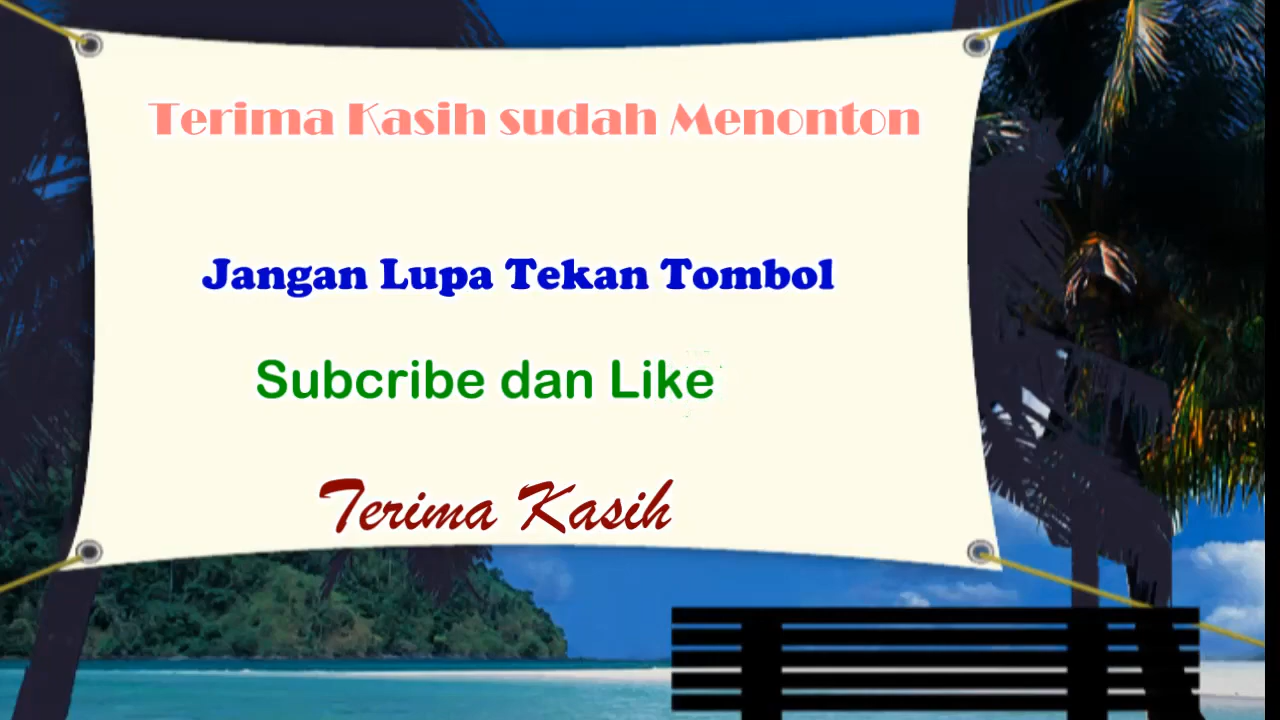 Terima Kasih sudah Menonton
Jangan Lupa Tekan Tombol
Subcribe dan Like
Terima Kasih